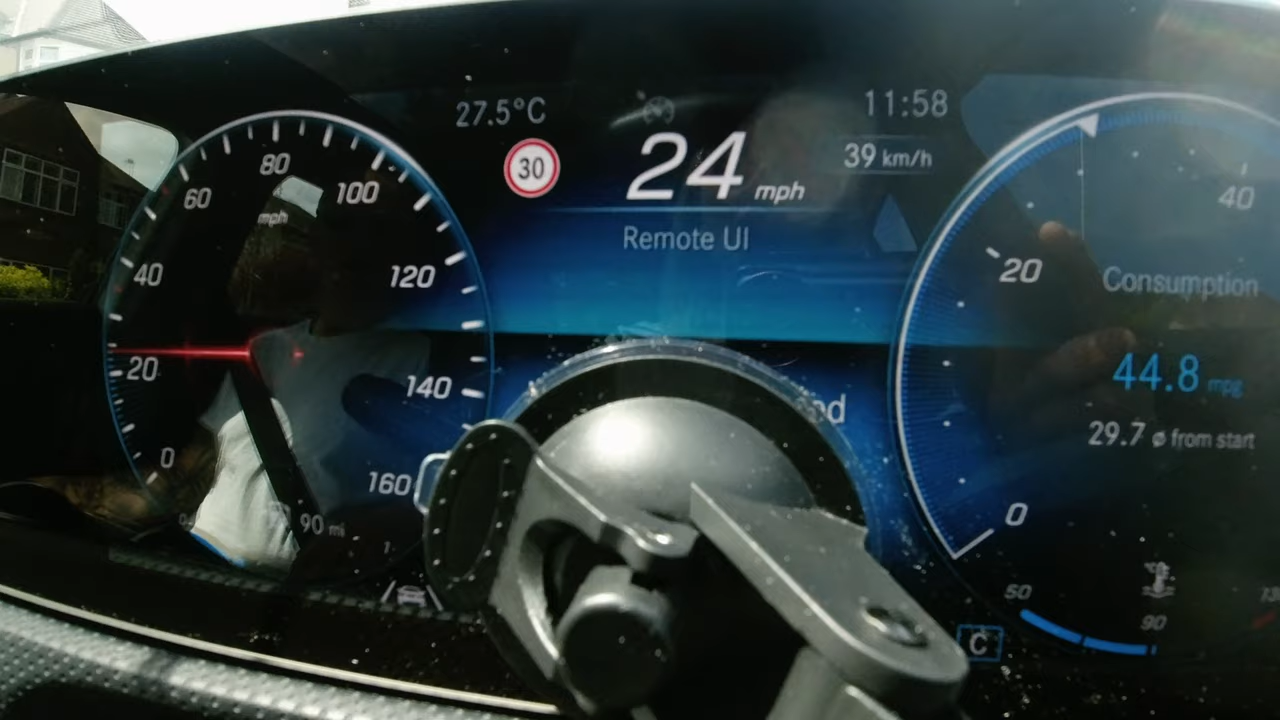 27.5°C
11:58
30
24 mph
39 km/h
Remote UI
80
60
100
mph
40
120
20
140
0
160
90 mi
40
20
Consumption
44.8 mpg
29.7 ø from start
0
50
90
C